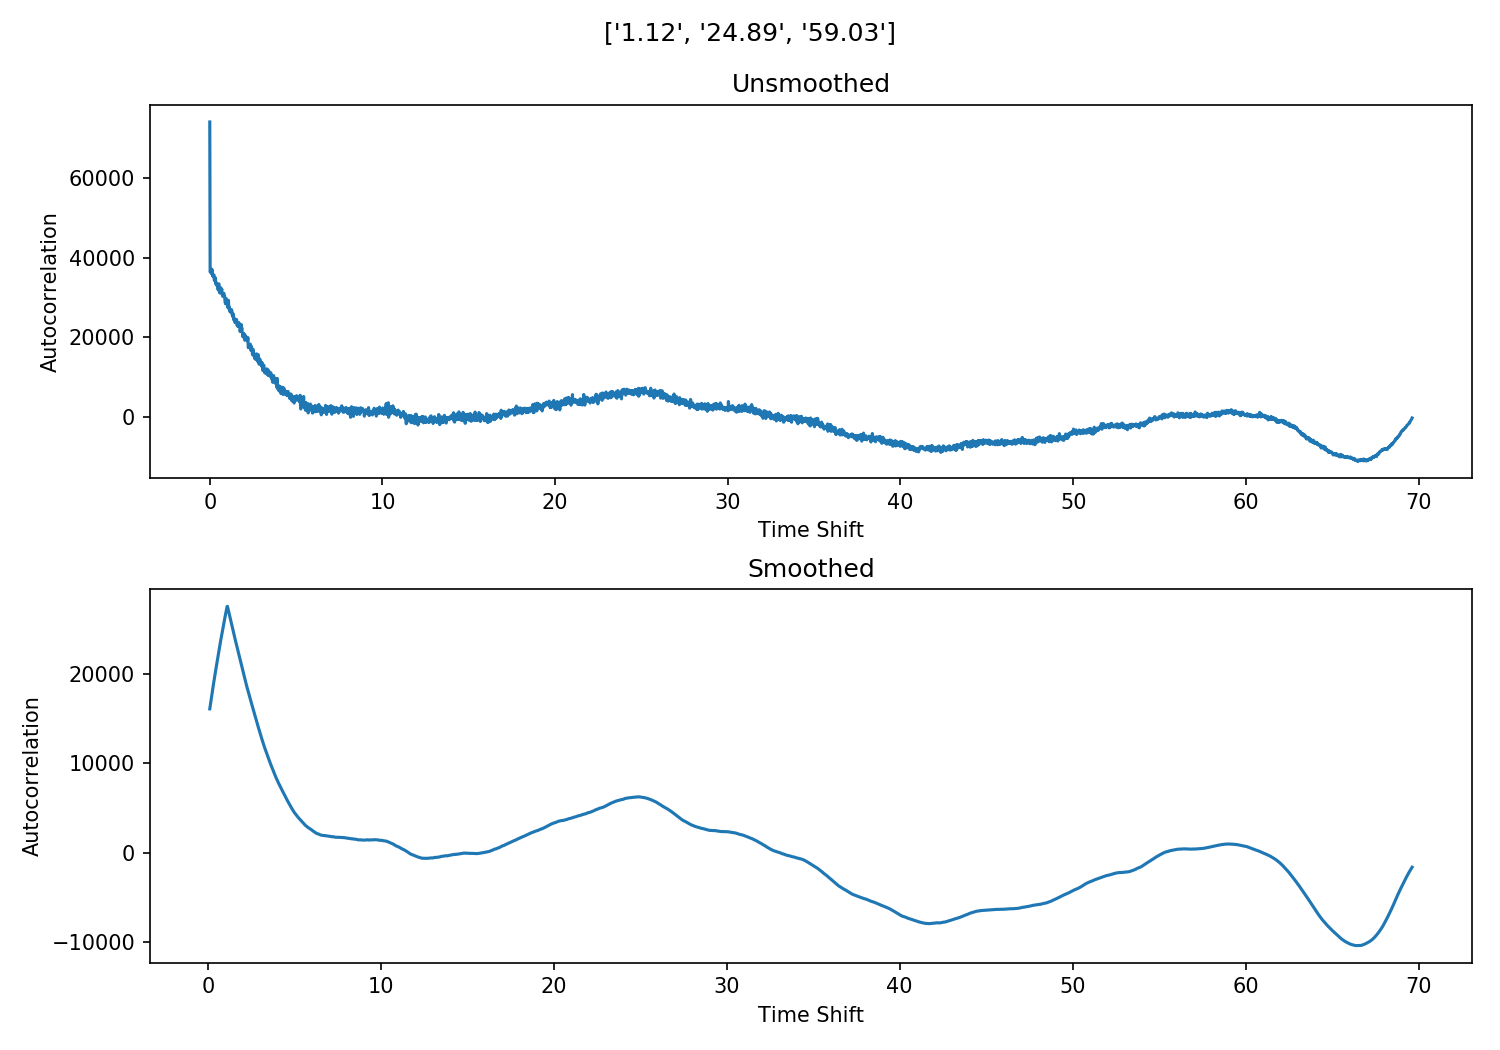 ['1.12', '24.89', '59.03']
Unsmoothed
Autocorrelation
60000
40000
20000
0
0 10 20 30 40 50 60 70
Time Shift
Smoothed
Autocorrelation
20000
10000
0
−10000
0 10 20 30 40 50 60 70
Time Shift